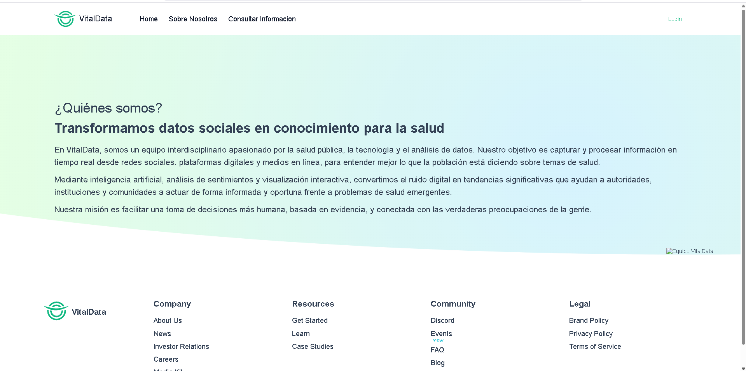 VitalData
Home
Sobre Nosotros
Consultar Informacion
¿Quiénes somos?
Transformamos datos sociales en conocimiento para la salud
En VitalData, somos un equipo interdisciplinario apasionado por la salud pública, la tecnología y el análisis de datos. Nuestro objetivo es capturar y procesar información en
tiempo real desde redes sociales, plataformas digitales y medios en línea, para entender mejor lo que la población está diciendo sobre temas de salud.
Mediante inteligencia artificial, análisis de sentimientos y visualización interactiva, convertimos el ruido digital en tendencias significativas que ayudan a autoridades,
instituciones y comunidades a actuar de forma informada y oportuna frente a problemas de salud emergentes.
Nuestra misión es facilitar una toma de decisiones más humana, basada en evidencia, y conectada con las verdaderas preocupaciones de la gente.
VitalData
Company
About Us
News
Investor Relations
Careers
Resources
Get Started
Learn
Case Studies
Community
Discord
Events
FAQ
Blog
Legal
Brand Policy
Privacy Policy
Terms of Service